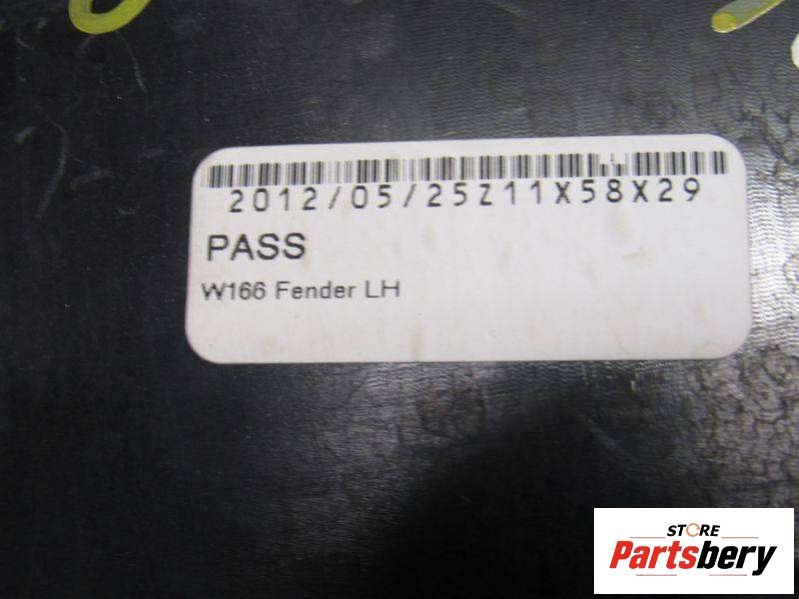 2012/05/25Z11X58X29
PASS
W166 Fender LH
STORE
Partsbery